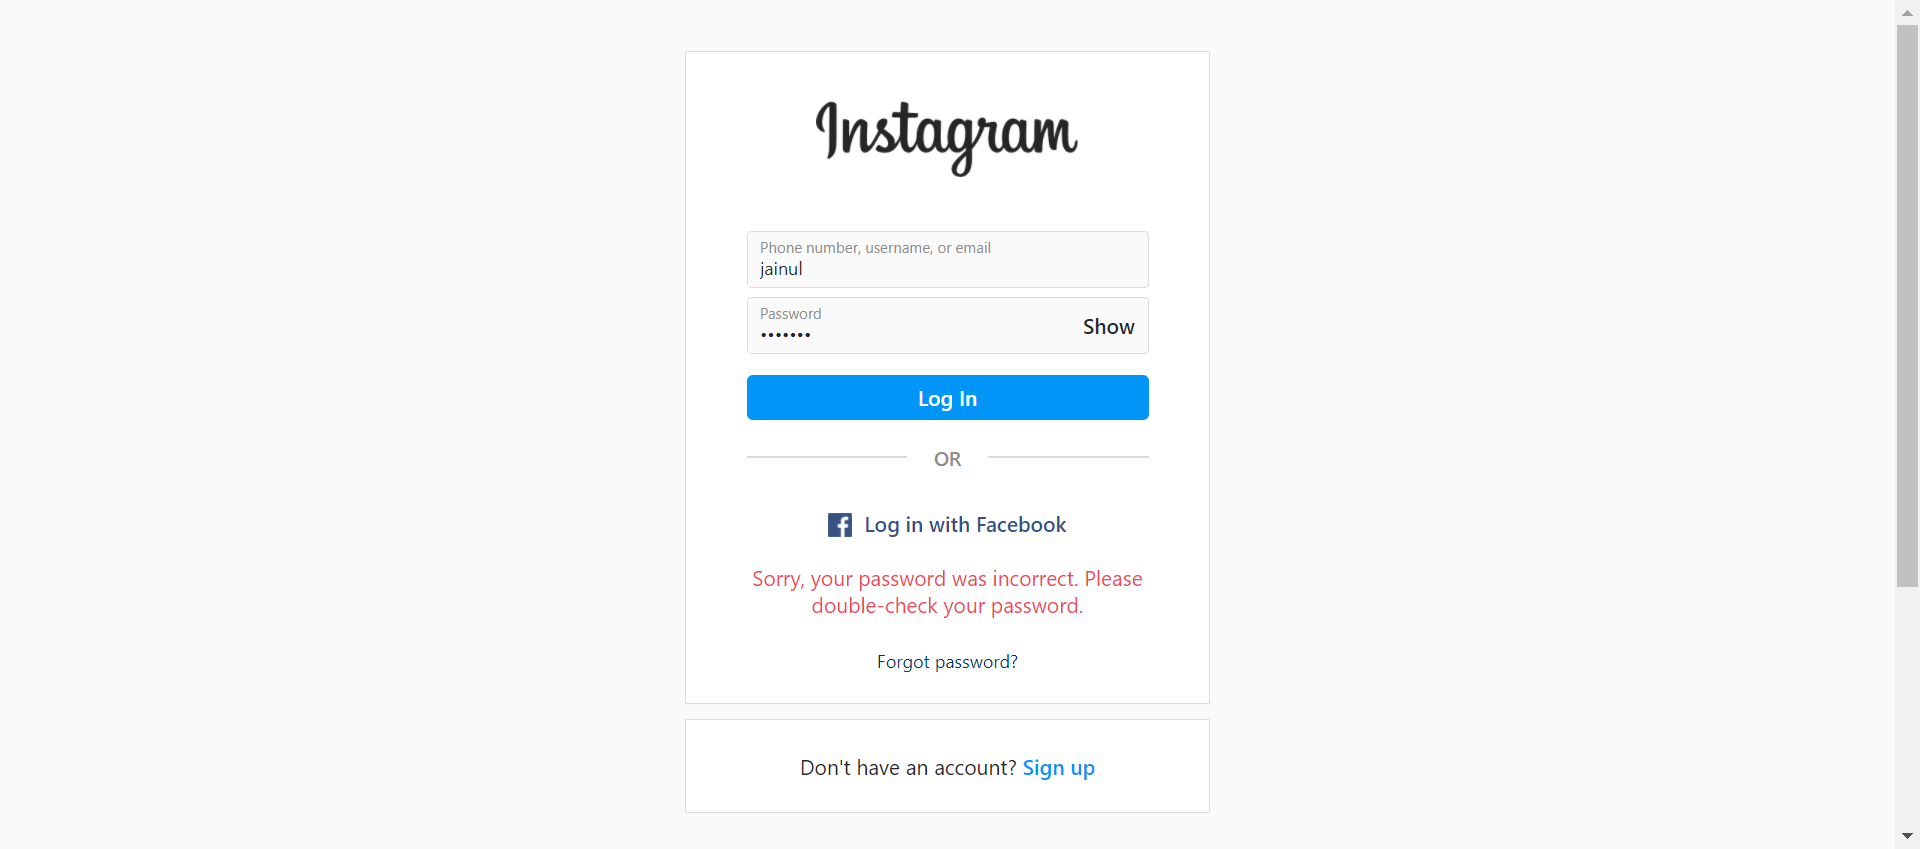 Instagram
Phone number, username, or email
jainul
Password
•••••••
Show
Log In
OR
Log in with Facebook
Sorry, your password was incorrect. Please
double-check your password.
Forgot password?
Don't have an account? Sign up